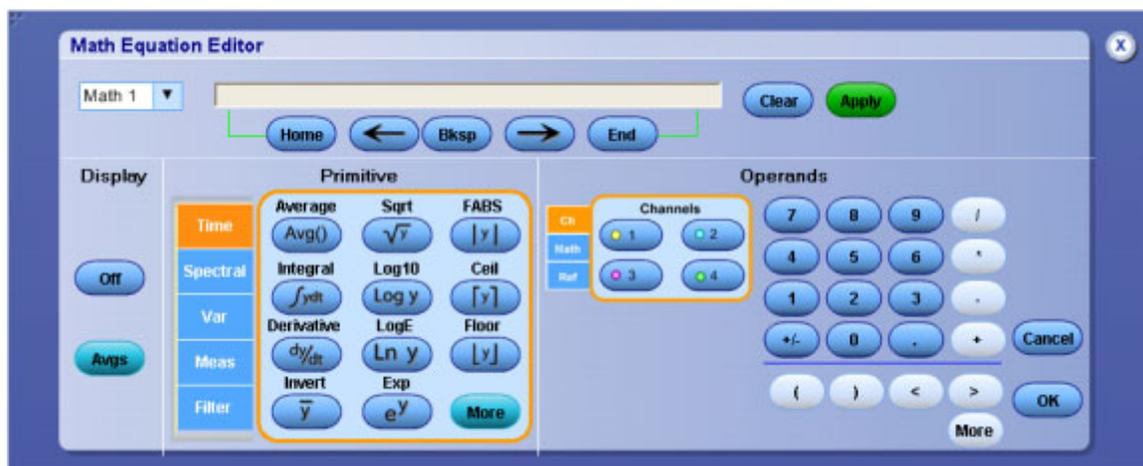 Math Equation Editor
X
Math 1
Clear
Apply
Home
←
Bksp
→
End
Display
Off
Avgs
Primitive
Time
Spectral
Var
Meas
Filter
Average Sqrt FABS
Avg() √y |y|
Integral Log10 Ceil
∫ydt Log y ⌈y⌉
Derivative LogE Floor
dy/dt Ln y ⌊y⌋
Invert Exp
y̅ e^y More
Operands
Ch
Math
Ref
Channels
1 2
3 4
7 8 9 /
4 5 6 *
1 2 3 -
+/- 0 . +
( ) < >
More
Cancel
OK